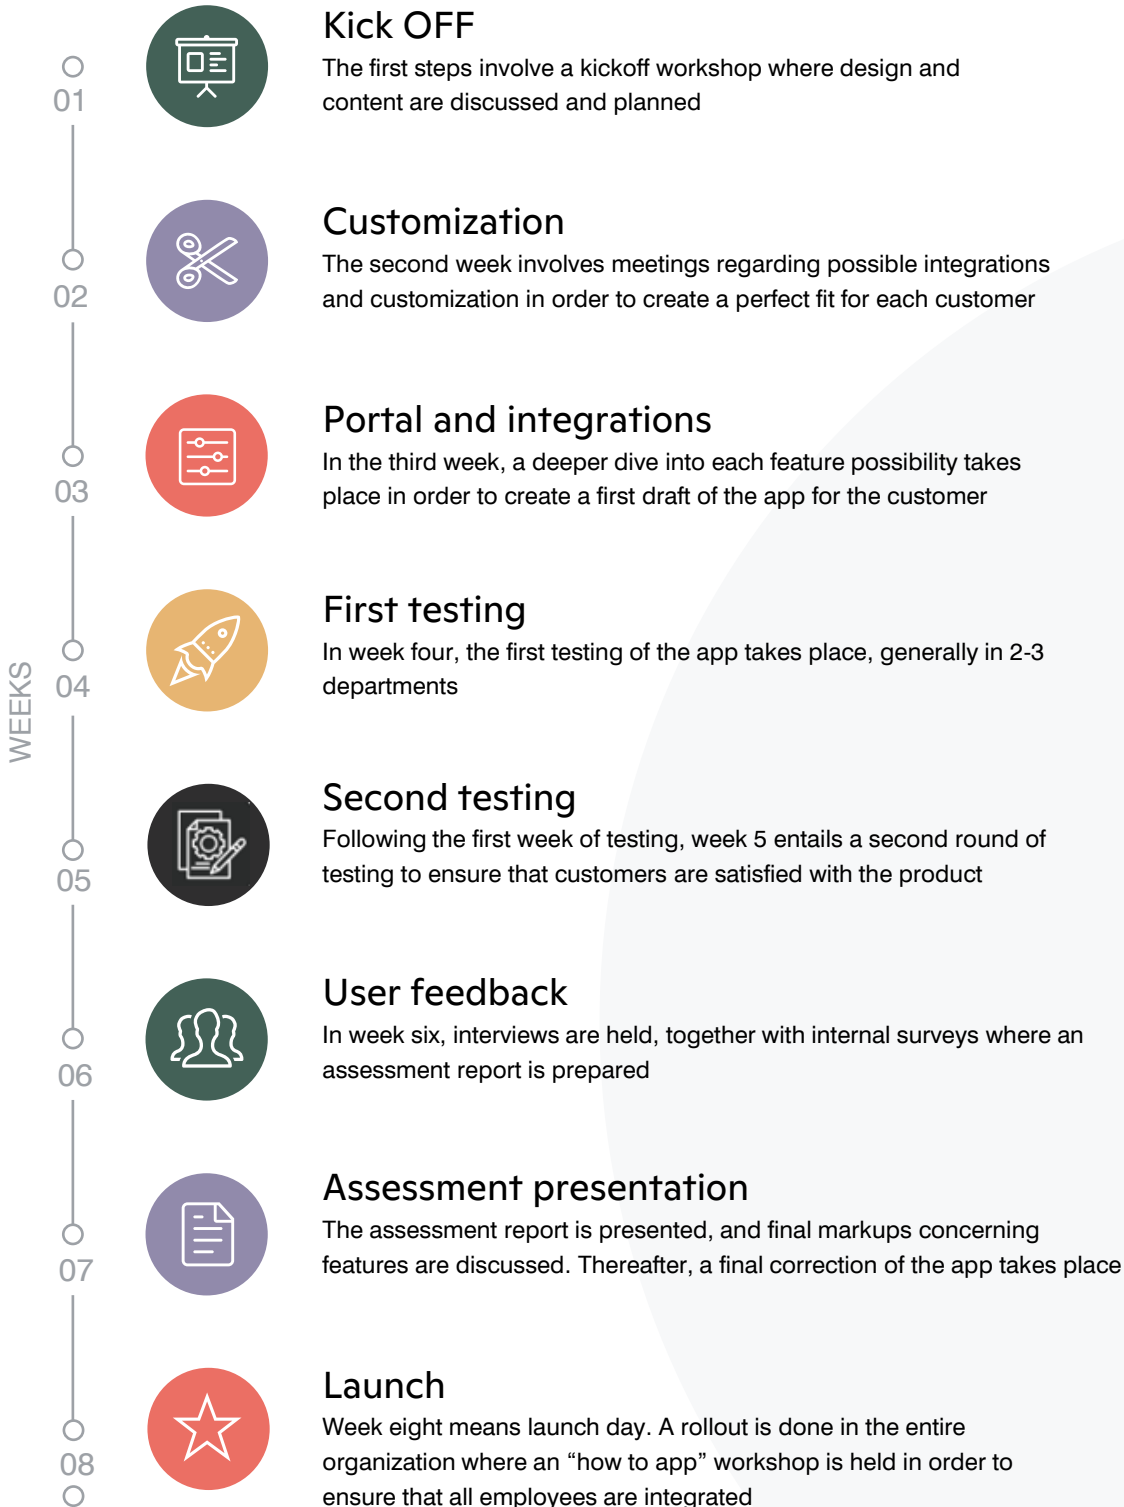 Kick OFF
The first steps involve a kickoff workshop where design and
content are discussed and planned
01
Customization
The second week involves meetings regarding possible integrations
and customization in order to create a perfect fit for each customer
02
Portal and integrations
In the third week, a deeper dive into each feature possibility takes
place in order to create a first draft of the app for the customer
03
First testing
In week four, the first testing of the app takes place, generally in 2-3
departments
04
WEEKS
Second testing
Following the first week of testing, week 5 entails a second round of
testing to ensure that customers are satisfied with the product
05
User feedback
In week six, interviews are held, together with internal surveys where an
assessment report is prepared
06
Assessment presentation
The assessment report is presented, and final markups concerning
features are discussed. Thereafter, a final correction of the app takes place
07
Launch
Week eight means launch day. A rollout is done in the entire
organization where an “how to app” workshop is held in order to
ensure that all employees are integrated
08